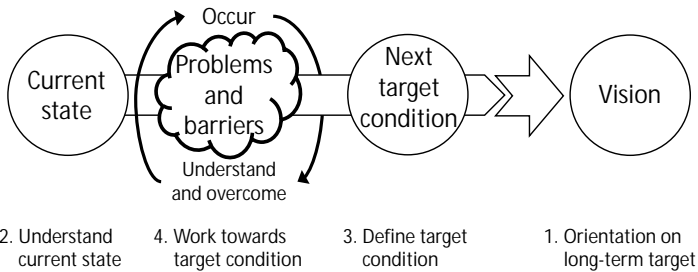 Occur
Current
state
Problems
and
barriers
Next
target
condition
Vision
Understand
and overcome
2. Understand
current state
4. Work towards
target condition
3. Define target
condition
1. Orientation on
long-term target